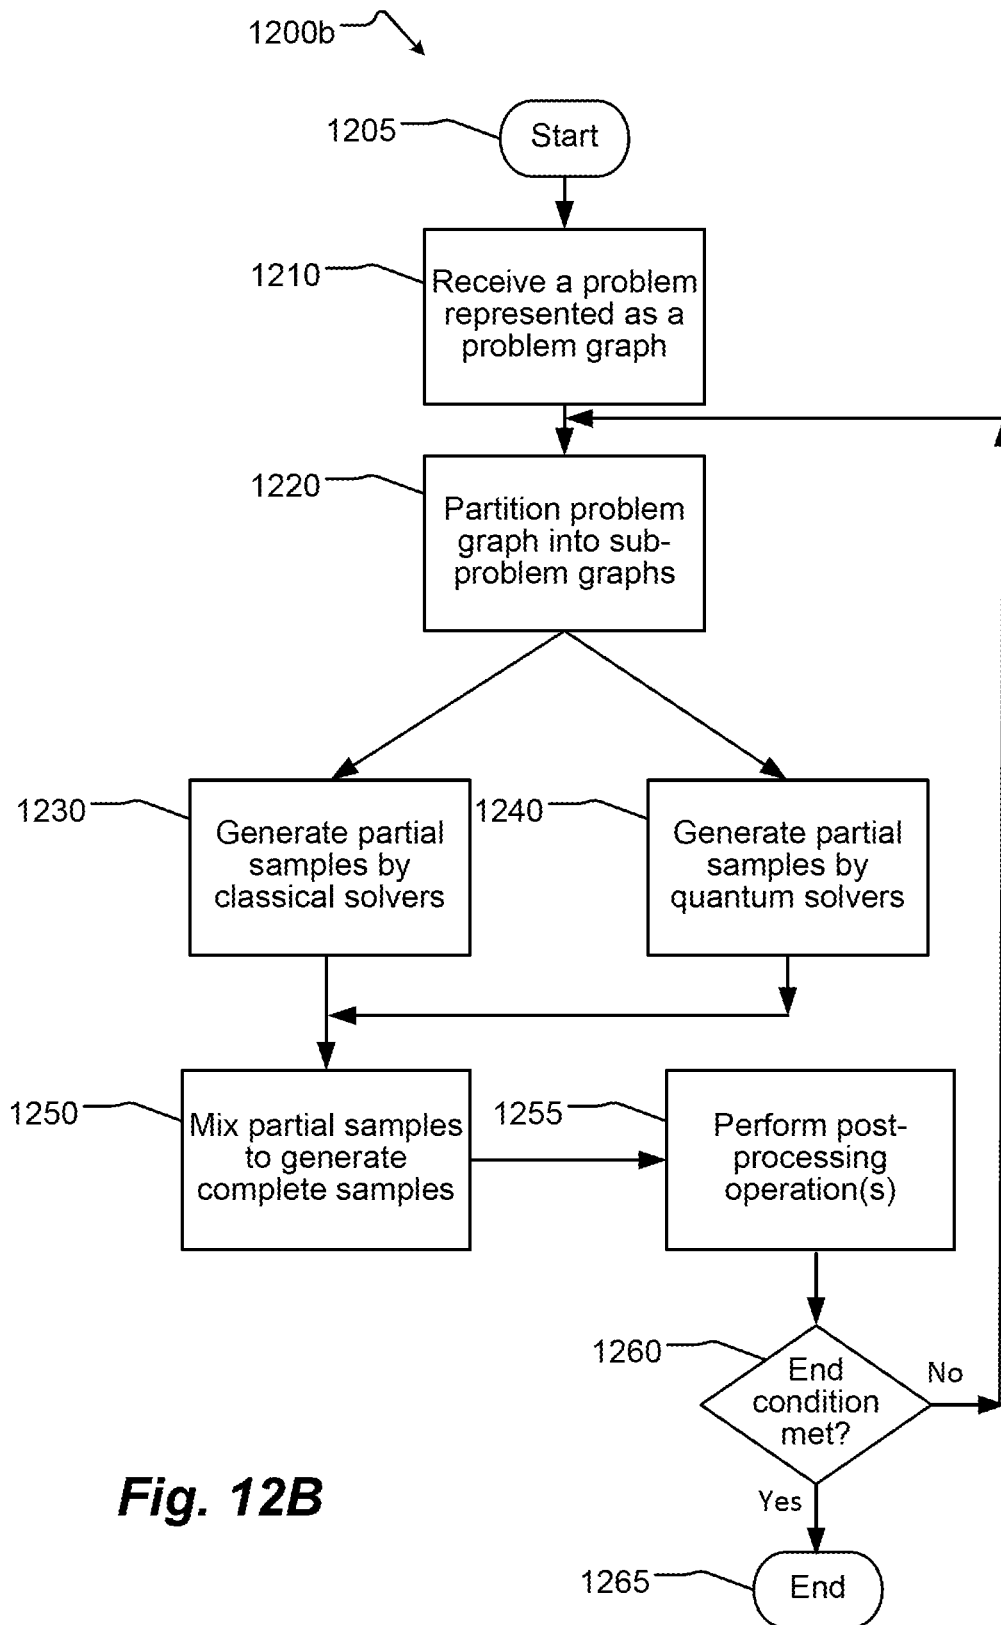 1200b
1205
Start
1210
Receive a problem
represented as a
problem graph
1220
Partition problem
graph into sub-
problem graphs
1230
Generate partial
samples by
classical solvers
1240
Generate partial
samples by
quantum solvers
1250
Mix partial samples
to generate
complete samples
1255
Perform post-
processing
operation(s)
1260
End
condition
met?
No
Yes
Fig. 12B
1265
End